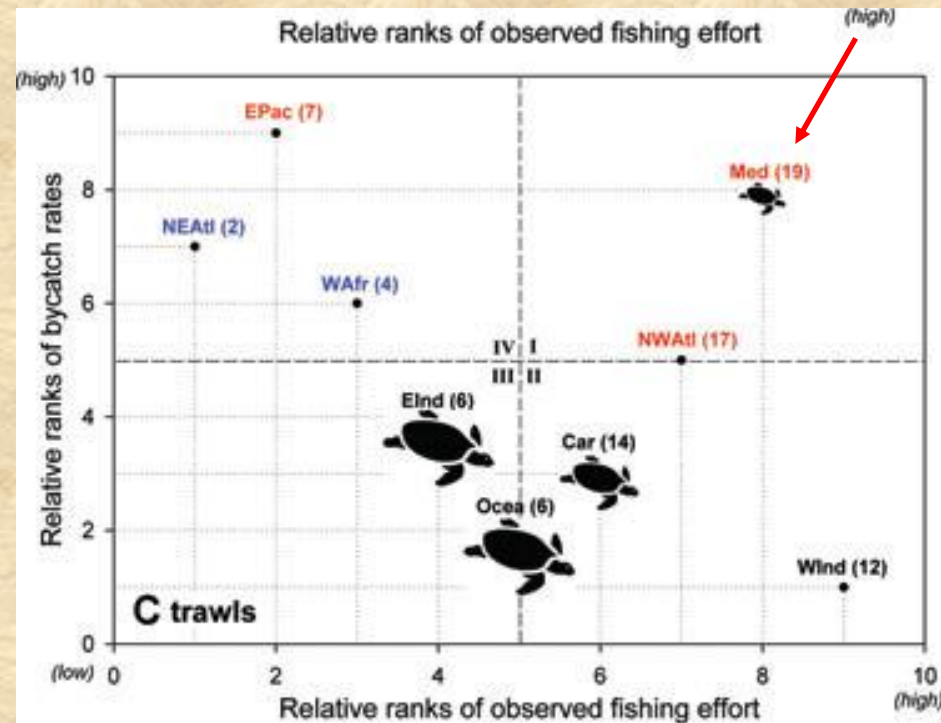 Relative ranks of observed fishing effort
(high)
(high) 10
EPac (7)
Med (19)
8
NEAtl (2)
WAfr (4)
6
NWAtl (17)
IV I
III II
EInd (6)
4
Car (14)
Ocea (6)
2
WInd (12)
C trawls
0
(low) 0 2 4 6 8 10
(high)
Relative ranks of observed fishing effort
Relative ranks of bycatch rates